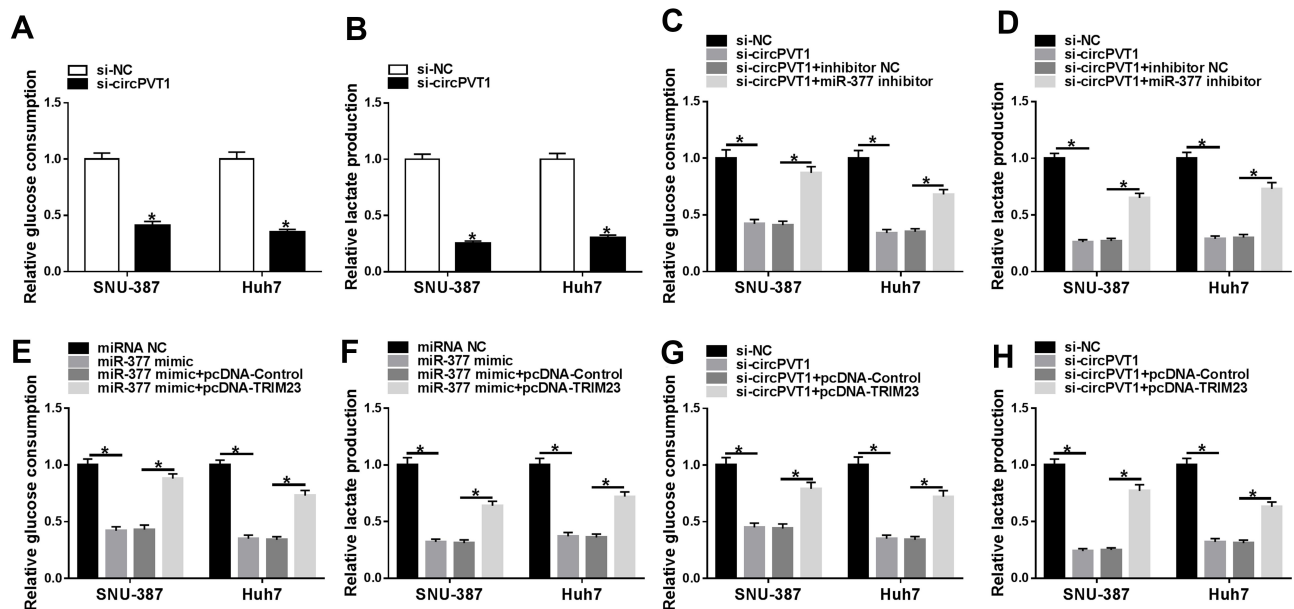 A
si-NC
si-circPVT1
Relative glucose consumption
1.5
1.0
0.5
0.0
*
*
SNU-387
Huh7
B
si-NC
si-circPVT1
Relative lactate production
1.5
1.0
0.5
0.0
*
*
SNU-387
Huh7
C
si-NC
si-circPVT1
si-circPVT1+inhibitor NC
si-circPVT1+miR-377 inhibitor
Relative glucose consumption
1.5
1.0
0.5
0.0
*
*
*
*
SNU-387
Huh7
D
si-NC
si-circPVT1
si-circPVT1+inhibitor NC
si-circPVT1+miR-377 inhibitor
Relative lactate production
1.5
1.0
0.5
0.0
*
*
*
*
SNU-387
Huh7
E
miRNA NC
miR-377 mimic
miR-377 mimic+pcDNA-Control
miR-377 mimic+pcDNA-TRIM23
Relative glucose consumption
1.5
1.0
0.5
0.0
*
*
*
*
SNU-387
Huh7
F
miRNA NC
miR-377 mimic
miR-377 mimic+pcDNA-Control
miR-377 mimic+pcDNA-TRIM23
Relative lactate production
1.5
1.0
0.5
0.0
*
*
*
*
SNU-387
Huh7
G
si-NC
si-circPVT1
si-circPVT1+pcDNA-Control
si-circPVT1+pcDNA-TRIM23
Relative glucose consumption
1.5
1.0
0.5
0.0
*
*
*
*
SNU-387
Huh7
H
si-NC
si-circPVT1
si-circPVT1+pcDNA-Control
si-circPVT1+pcDNA-TRIM23
Relative lactate production
1.5
1.0
0.5
0.0
*
*
*
*
SNU-387
Huh7